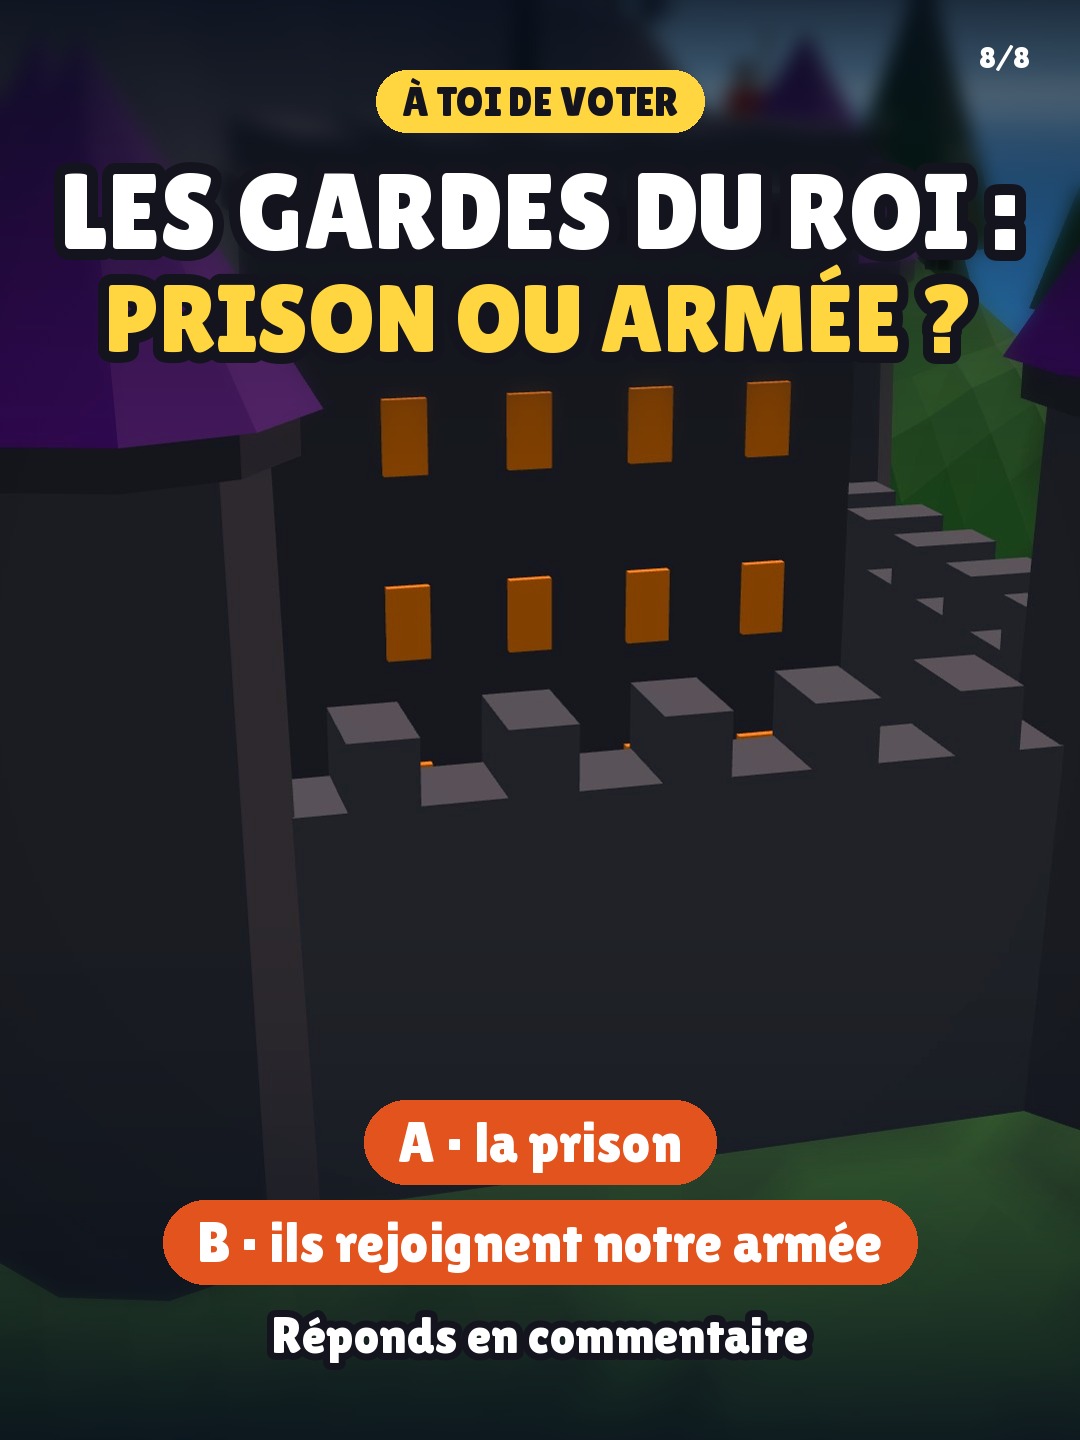 8/8
À TOI DE VOTER
LES GARDES DU ROI :
PRISON OU ARMÉE ?
A · la prison
B · ils rejoignent notre armée
Réponds en commentaire